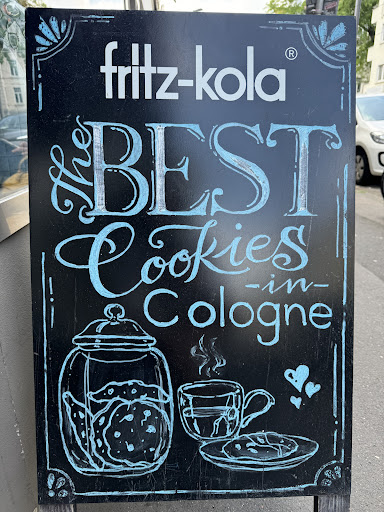 fritz-kola®
The BEST
Cookies
-in-
Cologne